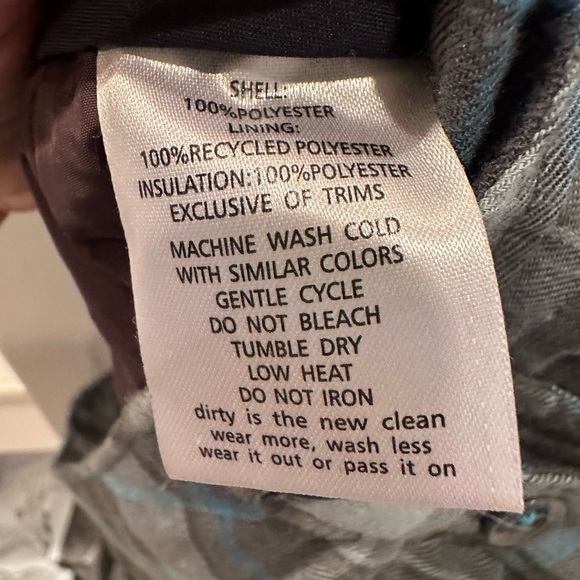 SHELL:
100%POLYESTER
LINING:
100%RECYCLED POLYESTER
INSULATION:100%POLYESTER
EXCLUSIVE OF TRIMS
MACHINE WASH COLD
WITH SIMILAR COLORS
GENTLE CYCLE
DO NOT BLEACH
TUMBLE DRY
LOW HEAT
DO NOT IRON
dirty is the new clean
wear more, wash less
wear it out or pass it on